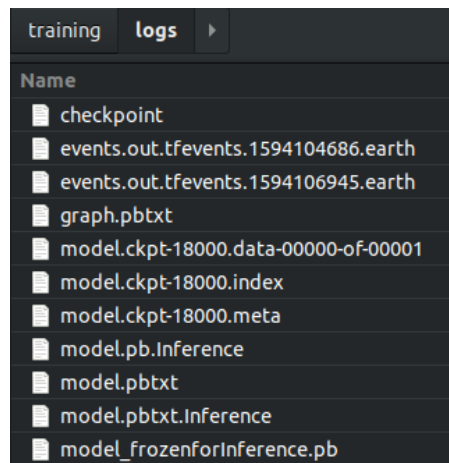 training logs
Name
checkpoint
events.out.tfevents.1594104686.earth
events.out.tfevents.1594106945.earth
graph.pbtxt
model.ckpt-18000.data-00000-of-00001
model.ckpt-18000.index
model.ckpt-18000.meta
model.pb.Inference
model.pbtxt
model.pbtxt.Inference
model_frozenforInference.pb